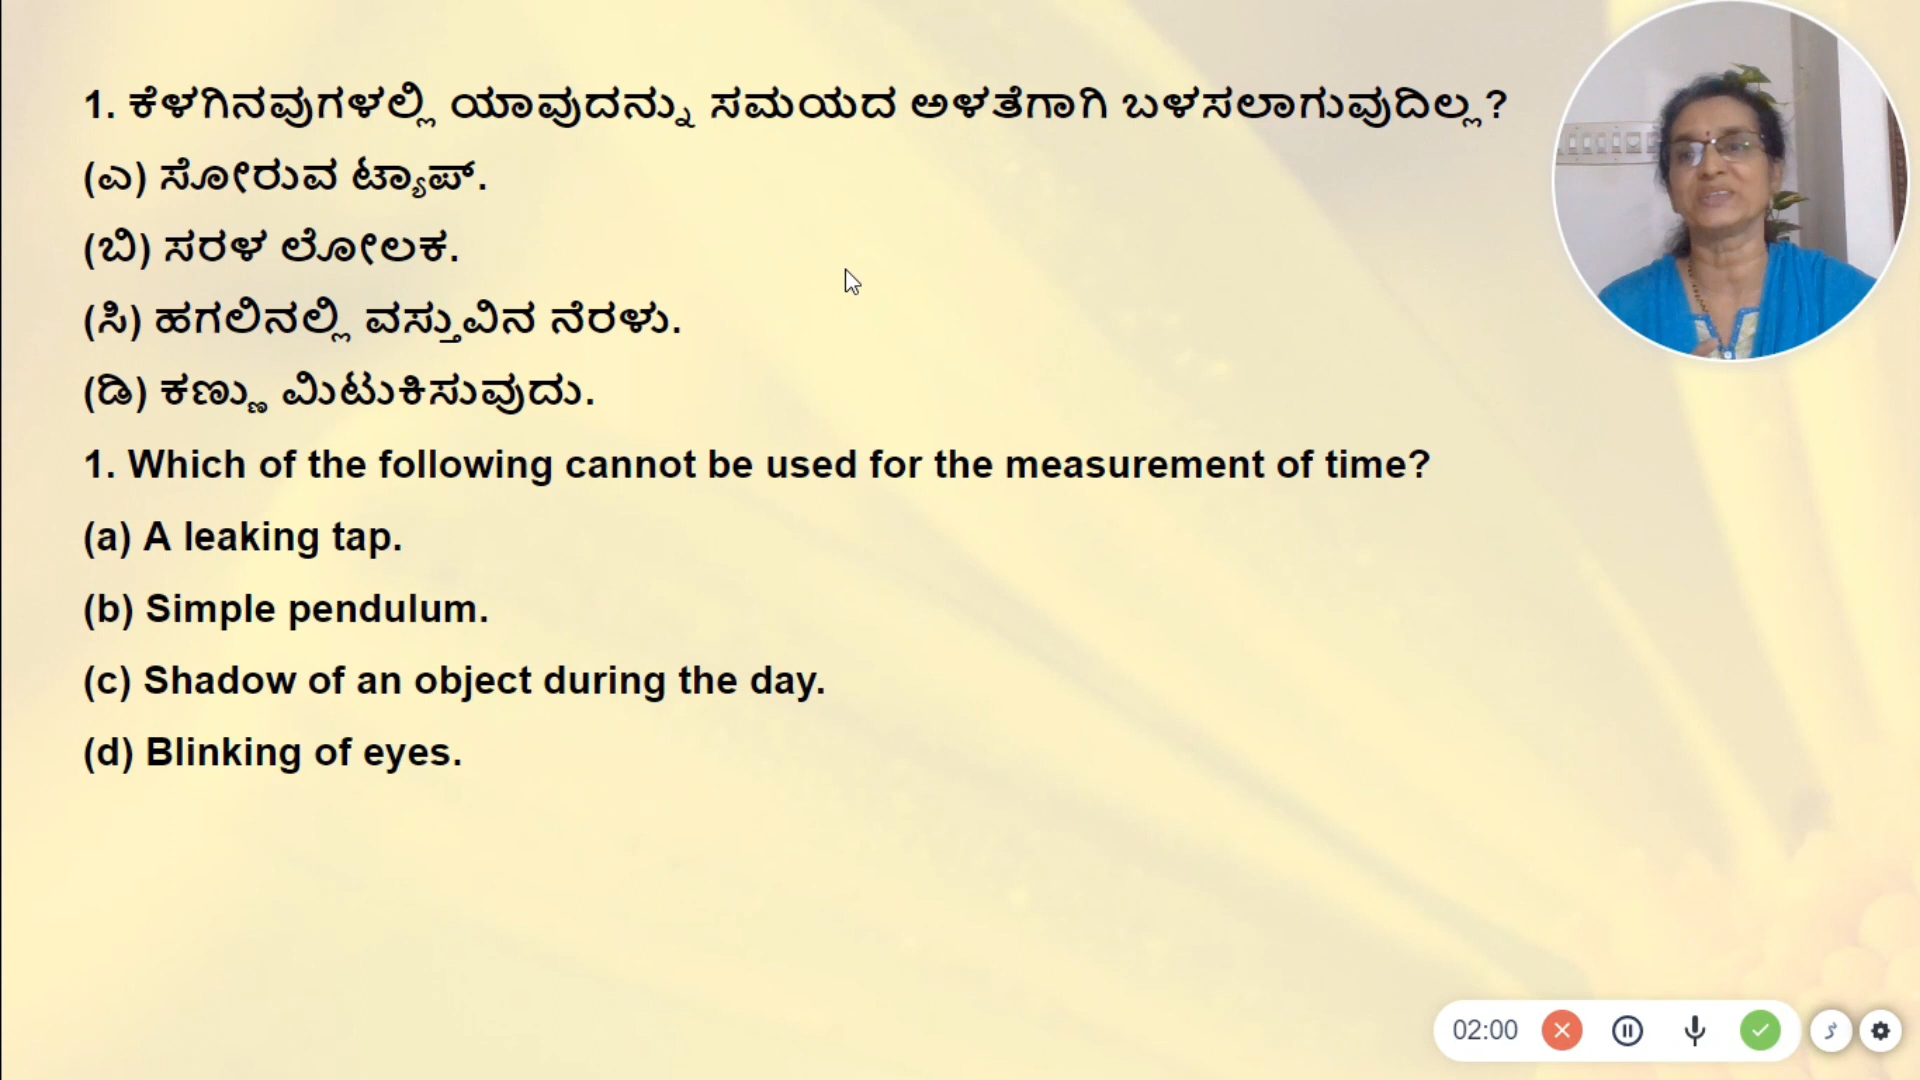 1. ಕೆಳಗಿನವುಗಳಲ್ಲಿ ಯಾವುದನ್ನು ಸಮಯದ ಅಳತೆಗಾಗಿ ಬಳಸಲಾಗುವುದಿಲ್ಲ?
(ಎ) ಸೋರುವ ಟ್ಯಾಪ್.
(ಬಿ) ಸರಳ ಲೋಲಕ.
(ಸಿ) ಹಗಲಿನಲ್ಲಿ ವಸ್ತುವಿನ ನೆರಳು.
(ಡಿ) ಕಣ್ಣು ಮಿಟುಕಿಸುವುದು.
1. Which of the following cannot be used for the measurement of time?
(a) A leaking tap.
(b) Simple pendulum.
(c) Shadow of an object during the day.
(d) Blinking of eyes.
02:00